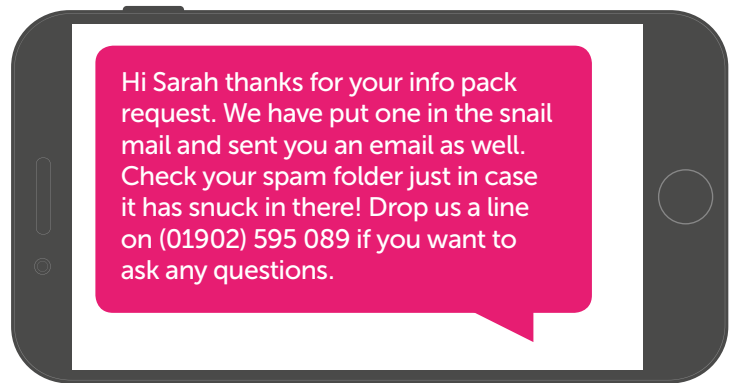 Hi Sarah thanks for your info pack
request. We have put one in the snail
mail and sent you an email as well.
Check your spam folder just in case
it has snuck in there! Drop us a line
on (01902) 595 089 if you want to
ask any questions.